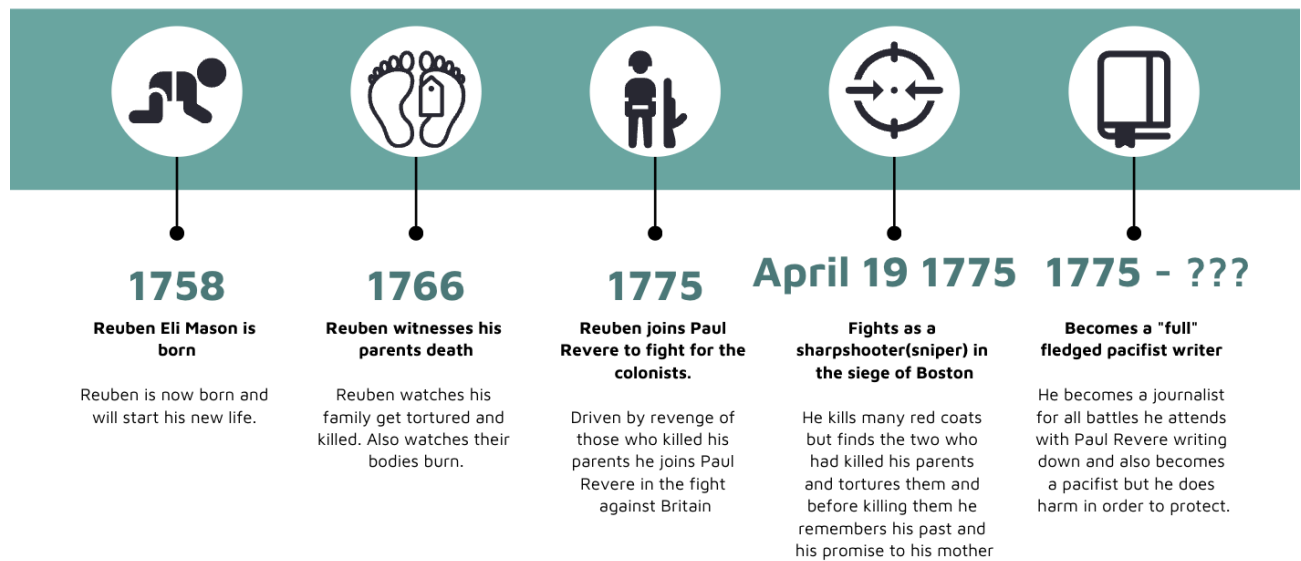 1758
Reuben Eli Mason is
born
Reuben is now born and
will start his new life.
1766
Reuben witnesses his
parents death
Reuben watches his
family get tortured and
killed. Also watches their
bodies burn.
1775
Reuben joins Paul
Revere to fight for the
colonists.
Driven by revenge of
those who killed his
parents he joins Paul
Revere in the fight
against Britain
April 19 1775
Fights as a
sharpshooter(sniper) in
the siege of Boston
He kills many red coats
but finds the two who
had killed his parents
and tortures them and
before killing them he
remembers his past and
his promise to his mother
1775 - ???
Becomes a "full"
fledged pacifist writer
He becomes a journalist
for all battles he attends
with Paul Revere writing
down and also becomes
a pacifist but he does
harm in order to protect.